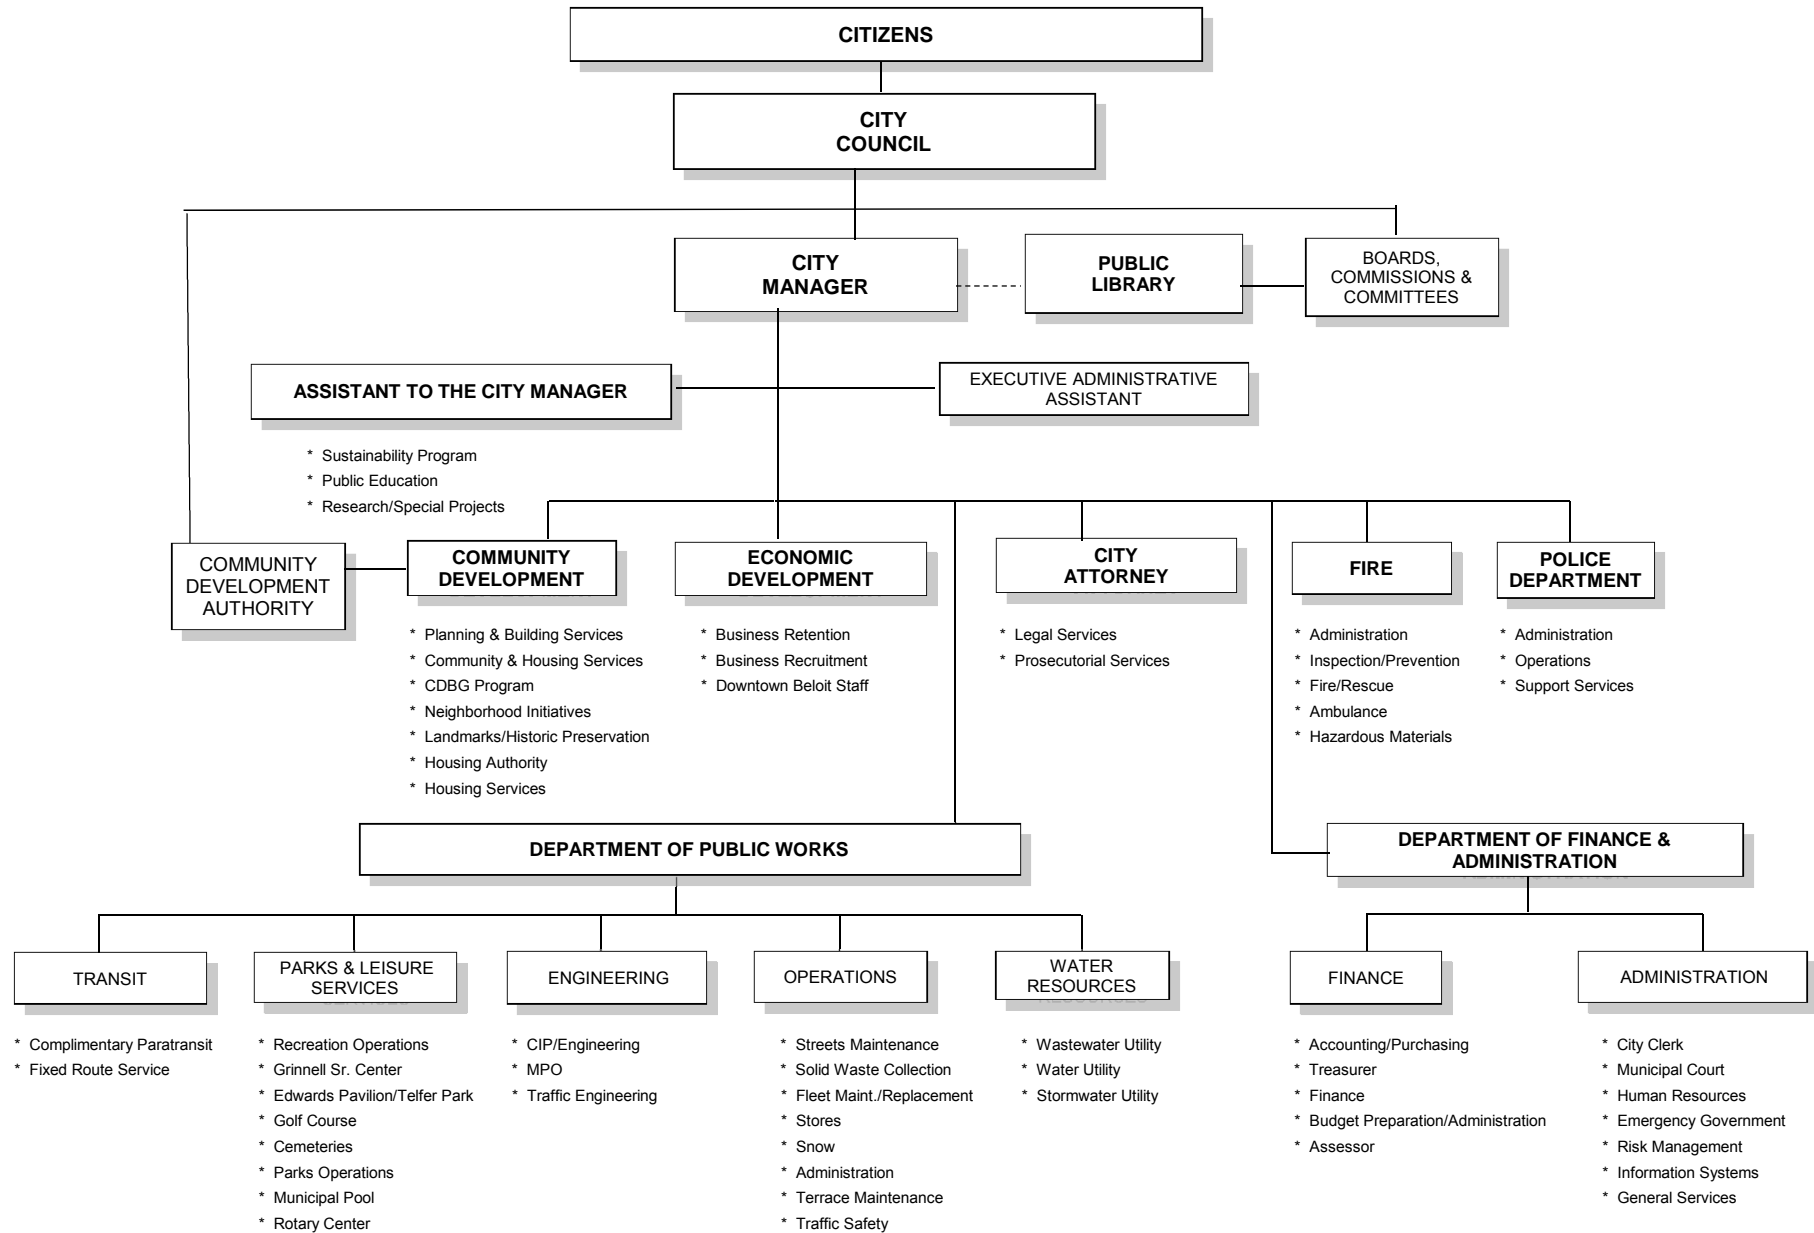 CITIZENS
CITY
COUNCIL
CITY
MANAGER
PUBLIC
LIBRARY
BOARDS,
COMMISSIONS &
COMMITTEES
ASSISTANT TO THE CITY MANAGER
EXECUTIVE ADMINISTRATIVE
ASSISTANT
* Sustainability Program
* Public Education
* Research/Special Projects
COMMUNITY
DEVELOPMENT
AUTHORITY
COMMUNITY
DEVELOPMENT
* Planning & Building Services
* Community & Housing Services
* CDBG Program
* Neighborhood Initiatives
* Landmarks/Historic Preservation
* Housing Authority
* Housing Services
ECONOMIC
DEVELOPMENT
* Business Retention
* Business Recruitment
* Downtown Beloit Staff
CITY
ATTORNEY
* Legal Services
* Prosecutorial Services
FIRE
* Administration
* Inspection/Prevention
* Fire/Rescue
* Ambulance
* Hazardous Materials
POLICE
DEPARTMENT
* Administration
* Operations
* Support Services
DEPARTMENT OF PUBLIC WORKS
DEPARTMENT OF FINANCE &
ADMINISTRATION
TRANSIT
* Complimentary Paratransit
* Fixed Route Service
PARKS & LEISURE
SERVICES
* Recreation Operations
* Grinnell Sr. Center
* Edwards Pavilion/Telfer Park
* Golf Course
* Cemeteries
* Parks Operations
* Municipal Pool
* Rotary Center
ENGINEERING
* CIP/Engineering
* MPO
* Traffic Engineering
OPERATIONS
* Streets Maintenance
* Solid Waste Collection
* Fleet Maint./Replacement
* Stores
* Snow
* Administration
* Terrace Maintenance
* Traffic Safety
WATER
RESOURCES
* Wastewater Utility
* Water Utility
* Stormwater Utility
FINANCE
* Accounting/Purchasing
* Treasurer
* Finance
* Budget Preparation/Administration
* Assessor
ADMINISTRATION
* City Clerk
* Municipal Court
* Human Resources
* Emergency Government
* Risk Management
* Information Systems
* General Services